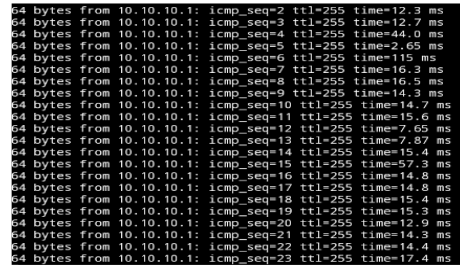 64 bytes from 10.10.10.1: icmp_seq=2 ttl=255 time=12.3 ms
64 bytes from 10.10.10.1: icmp_seq=3 ttl=255 time=12.7 ms
64 bytes from 10.10.10.1: icmp_seq=4 ttl=255 time=44.0 ms
64 bytes from 10.10.10.1: icmp_seq=5 ttl=255 time=2.65 ms
64 bytes from 10.10.10.1: icmp_seq=6 ttl=255 time=115 ms
64 bytes from 10.10.10.1: icmp_seq=7 ttl=255 time=16.3 ms
64 bytes from 10.10.10.1: icmp_seq=8 ttl=255 time=16.5 ms
64 bytes from 10.10.10.1: icmp_seq=9 ttl=255 time=14.3 ms
64 bytes from 10.10.10.1: icmp_seq=10 ttl=255 time=14.7 ms
64 bytes from 10.10.10.1: icmp_seq=11 ttl=255 time=15.6 ms
64 bytes from 10.10.10.1: icmp_seq=12 ttl=255 time=7.65 ms
64 bytes from 10.10.10.1: icmp_seq=13 ttl=255 time=7.87 ms
64 bytes from 10.10.10.1: icmp_seq=14 ttl=255 time=15.4 ms
64 bytes from 10.10.10.1: icmp_seq=15 ttl=255 time=57.3 ms
64 bytes from 10.10.10.1: icmp_seq=16 ttl=255 time=14.8 ms
64 bytes from 10.10.10.1: icmp_seq=17 ttl=255 time=14.8 ms
64 bytes from 10.10.10.1: icmp_seq=18 ttl=255 time=15.4 ms
64 bytes from 10.10.10.1: icmp_seq=19 ttl=255 time=15.3 ms
64 bytes from 10.10.10.1: icmp_seq=20 ttl=255 time=12.9 ms
64 bytes from 10.10.10.1: icmp_seq=21 ttl=255 time=14.3 ms
64 bytes from 10.10.10.1: icmp_seq=22 ttl=255 time=14.4 ms
64 bytes from 10.10.10.1: icmp_seq=23 ttl=255 time=17.4 ms